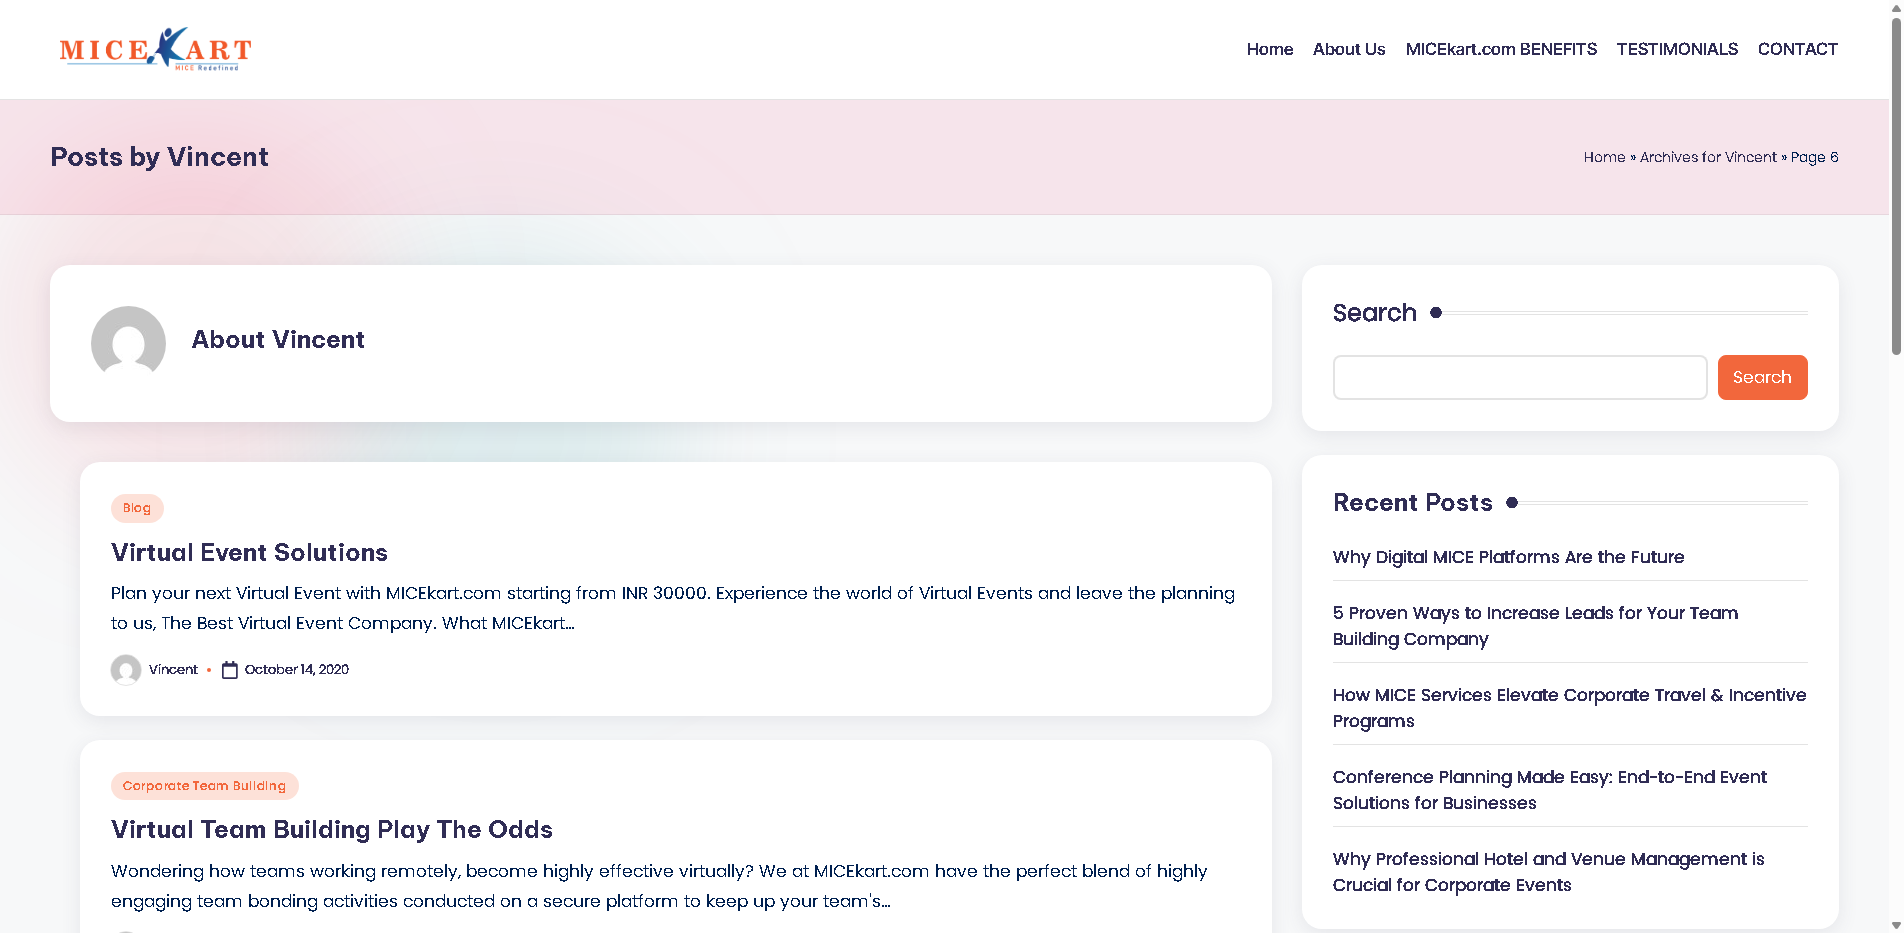 MICEKART
MICE Redefined
Home About Us MICEkart.com BENEFITS TESTIMONIALS CONTACT
Posts by Vincent
Home » Archives for Vincent » Page 6
About Vincent
Blog
Virtual Event Solutions
Plan your next Virtual Event with MICEkart.com starting from INR 30000. Experience the world of Virtual Events and leave the planning
to us, The Best Virtual Event Company. What MICEkart...
Vincent • October 14, 2020
Corporate Team Building
Virtual Team Building Play The Odds
Wondering how teams working remotely, become highly effective virtually? We at MICEkart.com have the perfect blend of highly
engaging team bonding activities conducted on a secure platform to keep up your team's...
Search
Search
Recent Posts
Why Digital MICE Platforms Are the Future
5 Proven Ways to Increase Leads for Your Team
Building Company
How MICE Services Elevate Corporate Travel & Incentive
Programs
Conference Planning Made Easy: End-to-End Event
Solutions for Businesses
Why Professional Hotel and Venue Management is
Crucial for Corporate Events